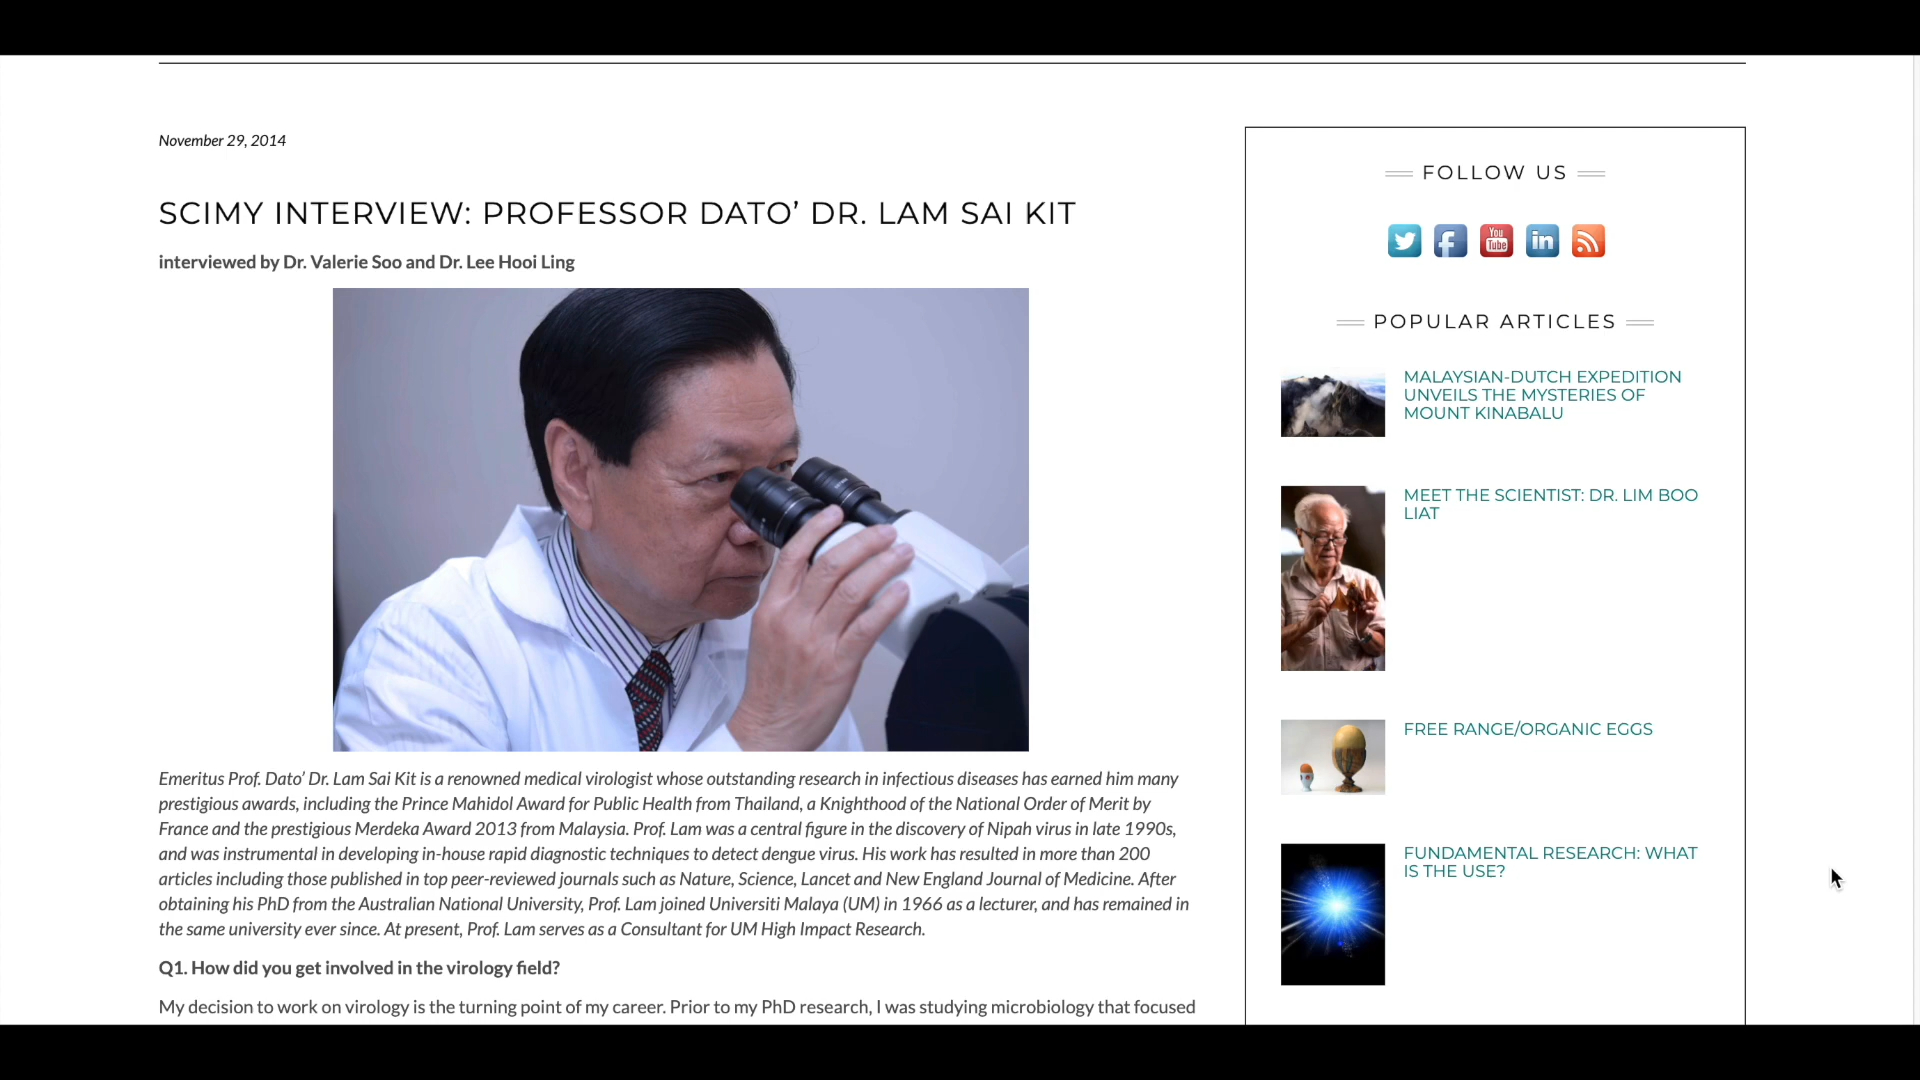 November 29, 2014
SCIMY INTERVIEW: PROFESSOR DATO’ DR. LAM SAI KIT
interviewed by Dr. Valerie Soo and Dr. Lee Hooi Ling
Emeritus Prof. Dato’ Dr. Lam Sai Kit is a renowned medical virologist whose outstanding research in infectious diseases has earned him many
prestigious awards, including the Prince Mahidol Award for Public Health from Thailand, a Knighthood of the National Order of Merit by
France and the prestigious Merdeka Award 2013 from Malaysia. Prof. Lam was a central figure in the discovery of Nipah virus in late 1990s,
and was instrumental in developing in-house rapid diagnostic techniques to detect dengue virus. His work has resulted in more than 200
articles including those published in top peer-reviewed journals such as Nature, Science, Lancet and New England Journal of Medicine. After
obtaining his PhD from the Australian National University, Prof. Lam joined Universiti Malaya (UM) in 1966 as a lecturer, and has remained in
the same university ever since. At present, Prof. Lam serves as a Consultant for UM High Impact Research.
Q1. How did you get involved in the virology field?
My decision to work on virology is the turning point of my career. Prior to my PhD research, I was studying microbiology that focused
FOLLOW US
You
Tube
in
POPULAR ARTICLES
MALAYSIAN-DUTCH EXPEDITION
UNVEILS THE MYSTERIES OF
MOUNT KINABALU
MEET THE SCIENTIST: DR. LIM BOO
LIAT
FREE RANGE/ORGANIC EGGS
FUNDAMENTAL RESEARCH: WHAT
IS THE USE?